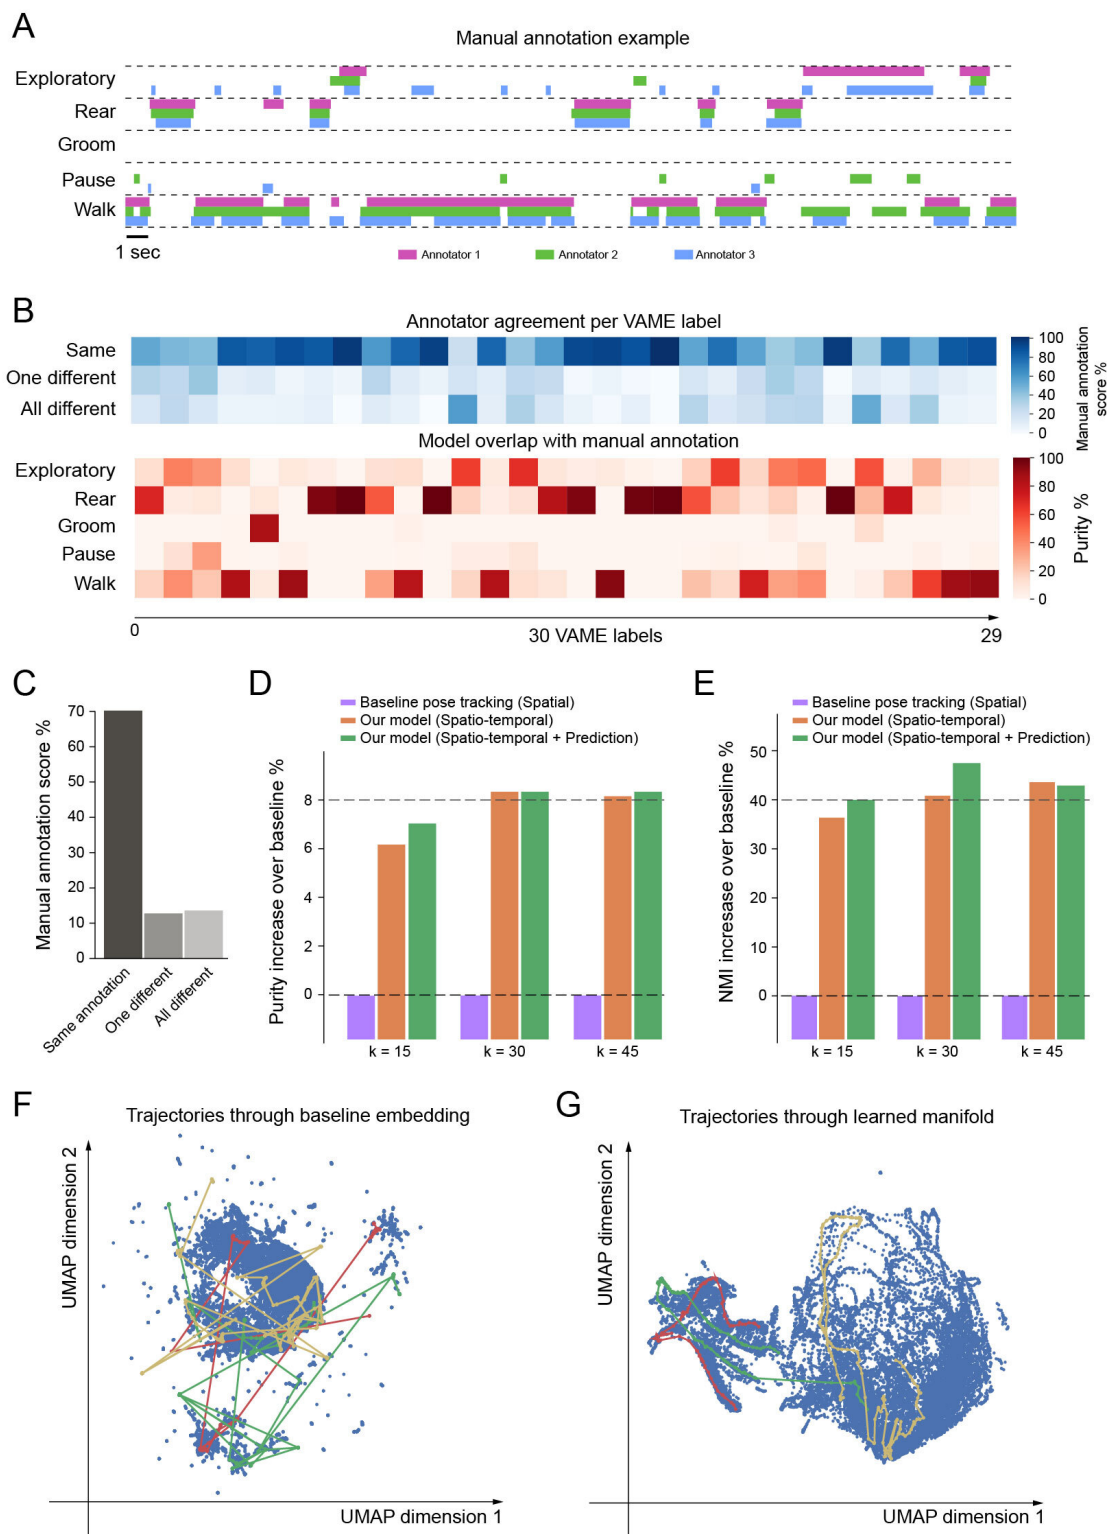 A
Manual annotation example
Exploratory
Rear
Groom
Pause
Walk
1 sec
Annotator 1
Annotator 2
Annotator 3
B
Annotator agreement per VAME label
Same
One different
All different
100
80
60
40
20
0
Manual annotation
score %
Model overlap with manual annotation
Exploratory
Rear
Groom
Pause
Walk
100
80
60
40
20
0
Purity %
0
30 VAME labels
29
C
Manual annotation score %
70
60
50
40
30
20
10
0
Same annotation
One different
All different
D
Baseline pose tracking (Spatial)
Our model (Spatio-temporal)
Our model (Spatio-temporal + Prediction)
Purity increase over baseline %
8
6
4
2
0
k = 15
k = 30
k = 45
E
Baseline pose tracking (Spatial)
Our model (Spatio-temporal)
Our model (Spatio-temporal + Prediction)
NMI incresase over baseline %
50
40
30
20
10
0
k = 15
k = 30
k = 45
F
Trajectories through baseline embedding
UMAP dimension 2
UMAP dimension 1
G
Trajectories through learned manifold
UMAP dimension 2
UMAP dimension 1